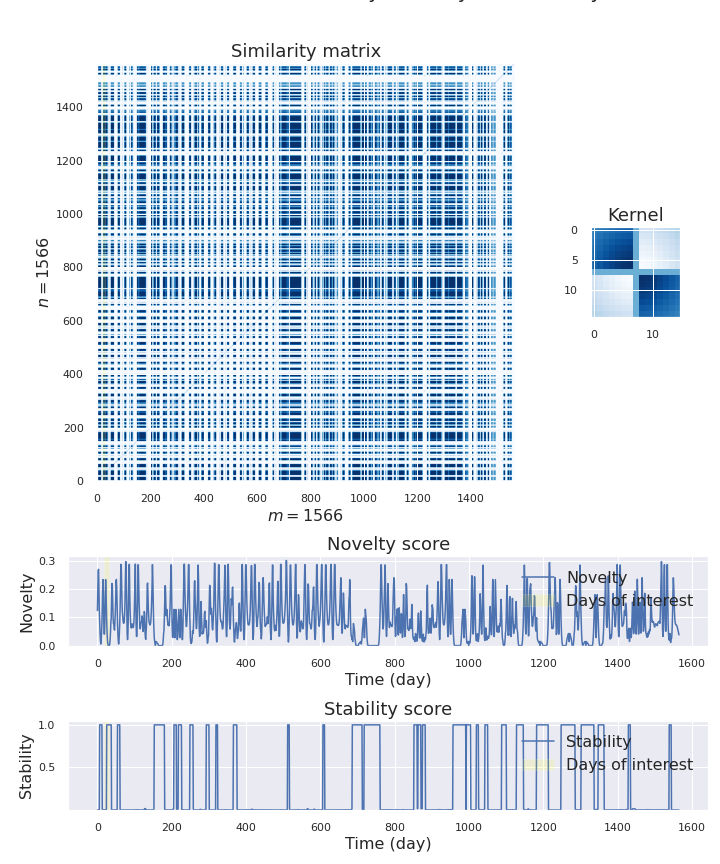 Similarity matrix
1400
1200
1000
800
600
400
200
0
n = 1566
0 200 400 600 800 1000 1200 1400
m = 1566
Kernel
0
5
10
0 10
Novelty score
0.3
0.2
0.1
0.0
Novelty
Novelty
Days of interest
0 200 400 600 800 1000 1200 1400 1600
Time (day)
Stability score
1.0
0.5
Stability
Stability
Days of interest
0 200 400 600 800 1000 1200 1400 1600
Time (day)